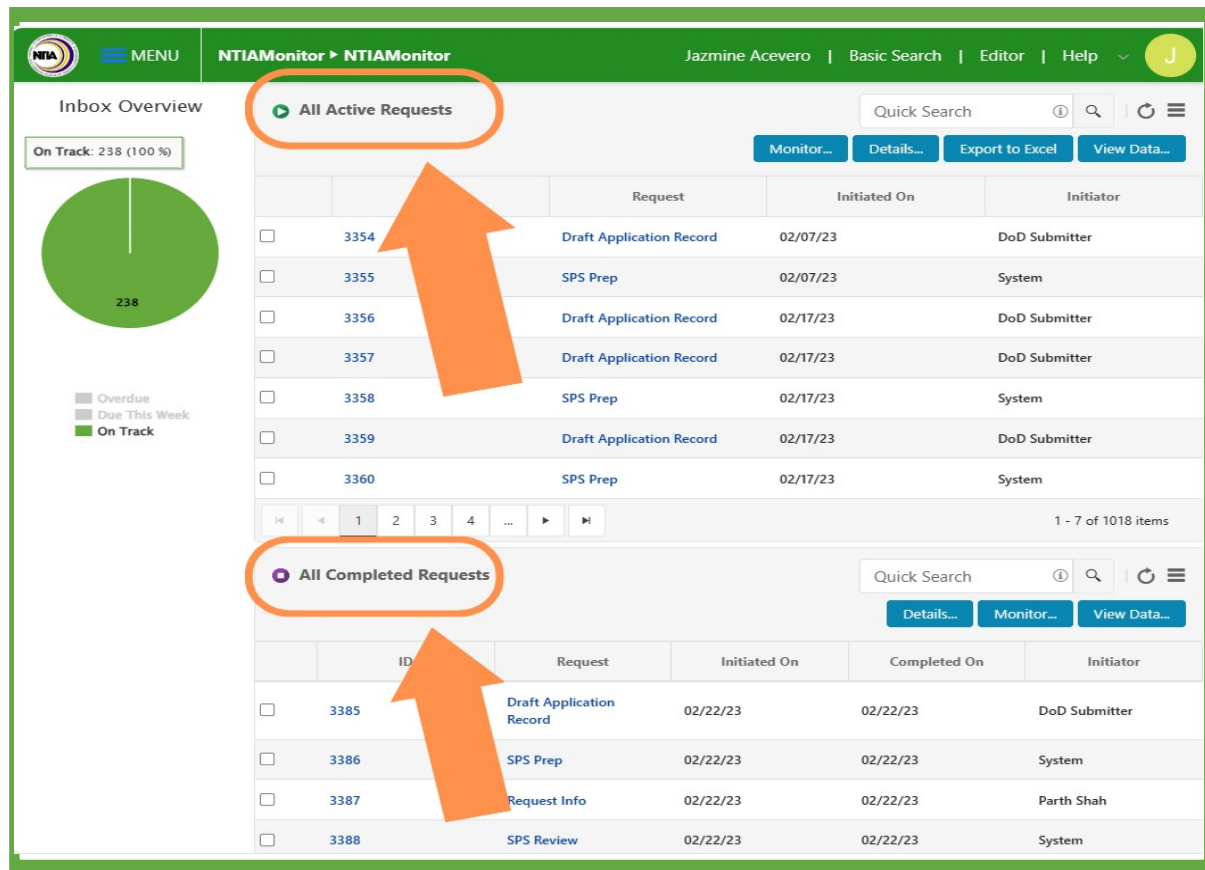 NTIA
MENU
NTIAMonitor ▸ NTIAMonitor
Jazmine Acevero | Basic Search | Editor | Help
J
Inbox Overview
On Track: 238 (100 %)
238
Overdue
Due This Week
On Track
All Active Requests
Quick Search
Monitor... Details... Export to Excel View Data...
Request Initiated On Initiator
3354 Draft Application Record 02/07/23 DoD Submitter
3355 SPS Prep 02/07/23 System
3356 Draft Application Record 02/17/23 DoD Submitter
3357 Draft Application Record 02/17/23 DoD Submitter
3358 SPS Prep 02/17/23 System
3359 Draft Application Record 02/17/23 DoD Submitter
3360 SPS Prep 02/17/23 System
1 2 3 4 ... 1 - 7 of 1018 items
All Completed Requests
Quick Search
Details... Monitor... View Data...
ID Request Initiated On Completed On Initiator
3385 Draft Application Record 02/22/23 02/22/23 DoD Submitter
3386 SPS Prep 02/22/23 02/22/23 System
3387 Request Info 02/22/23 02/22/23 Parth Shah
3388 SPS Review 02/22/23 02/22/23 System